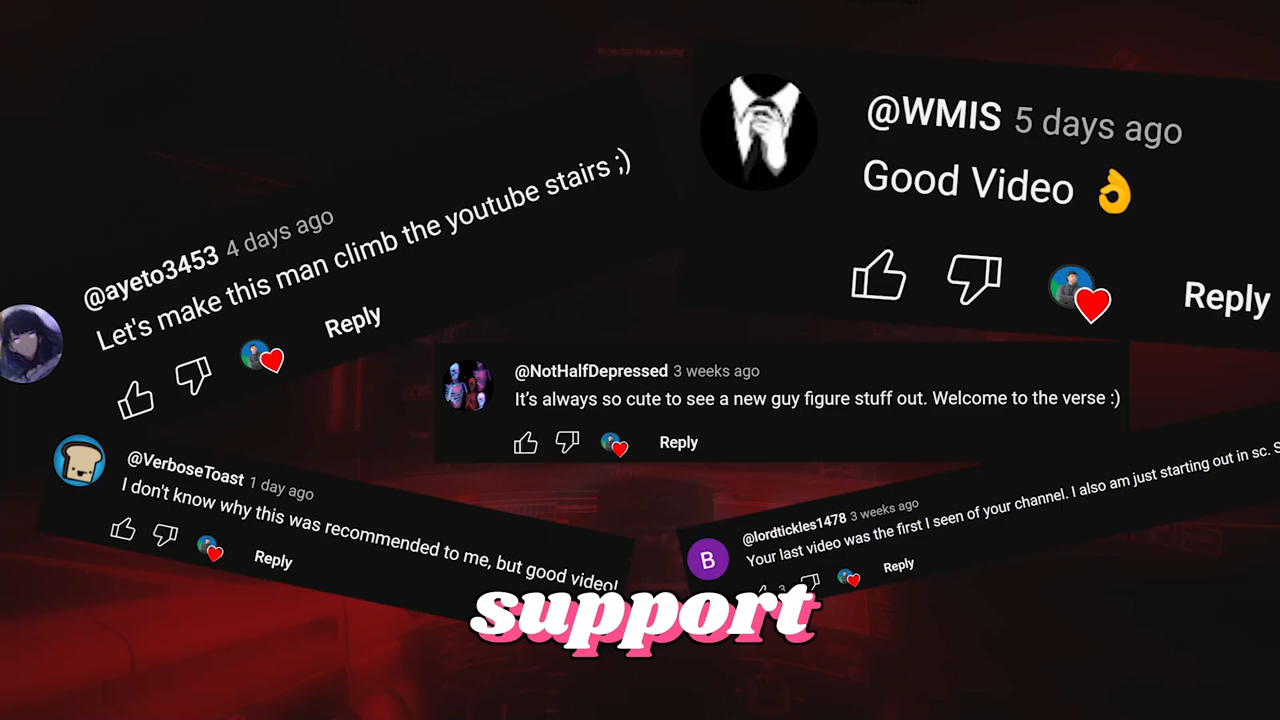 @ayeto3453 4 days ago
Let's make this man climb the youtube stairs ;)
Reply
@WMIS 5 days ago
Good Video 👌
Reply
@NotHalfDepressed 3 weeks ago
It's always so cute to see a new guy figure stuff out. Welcome to the verse :)
Reply
@VerboseToast 1 day ago
I don't know why this was recommended to me, but good video!
Reply
B
@lordtickles1478 3 weeks ago
Your last video was the first I seen of your channel. I also am just starting out in sc. S
3
Reply
support